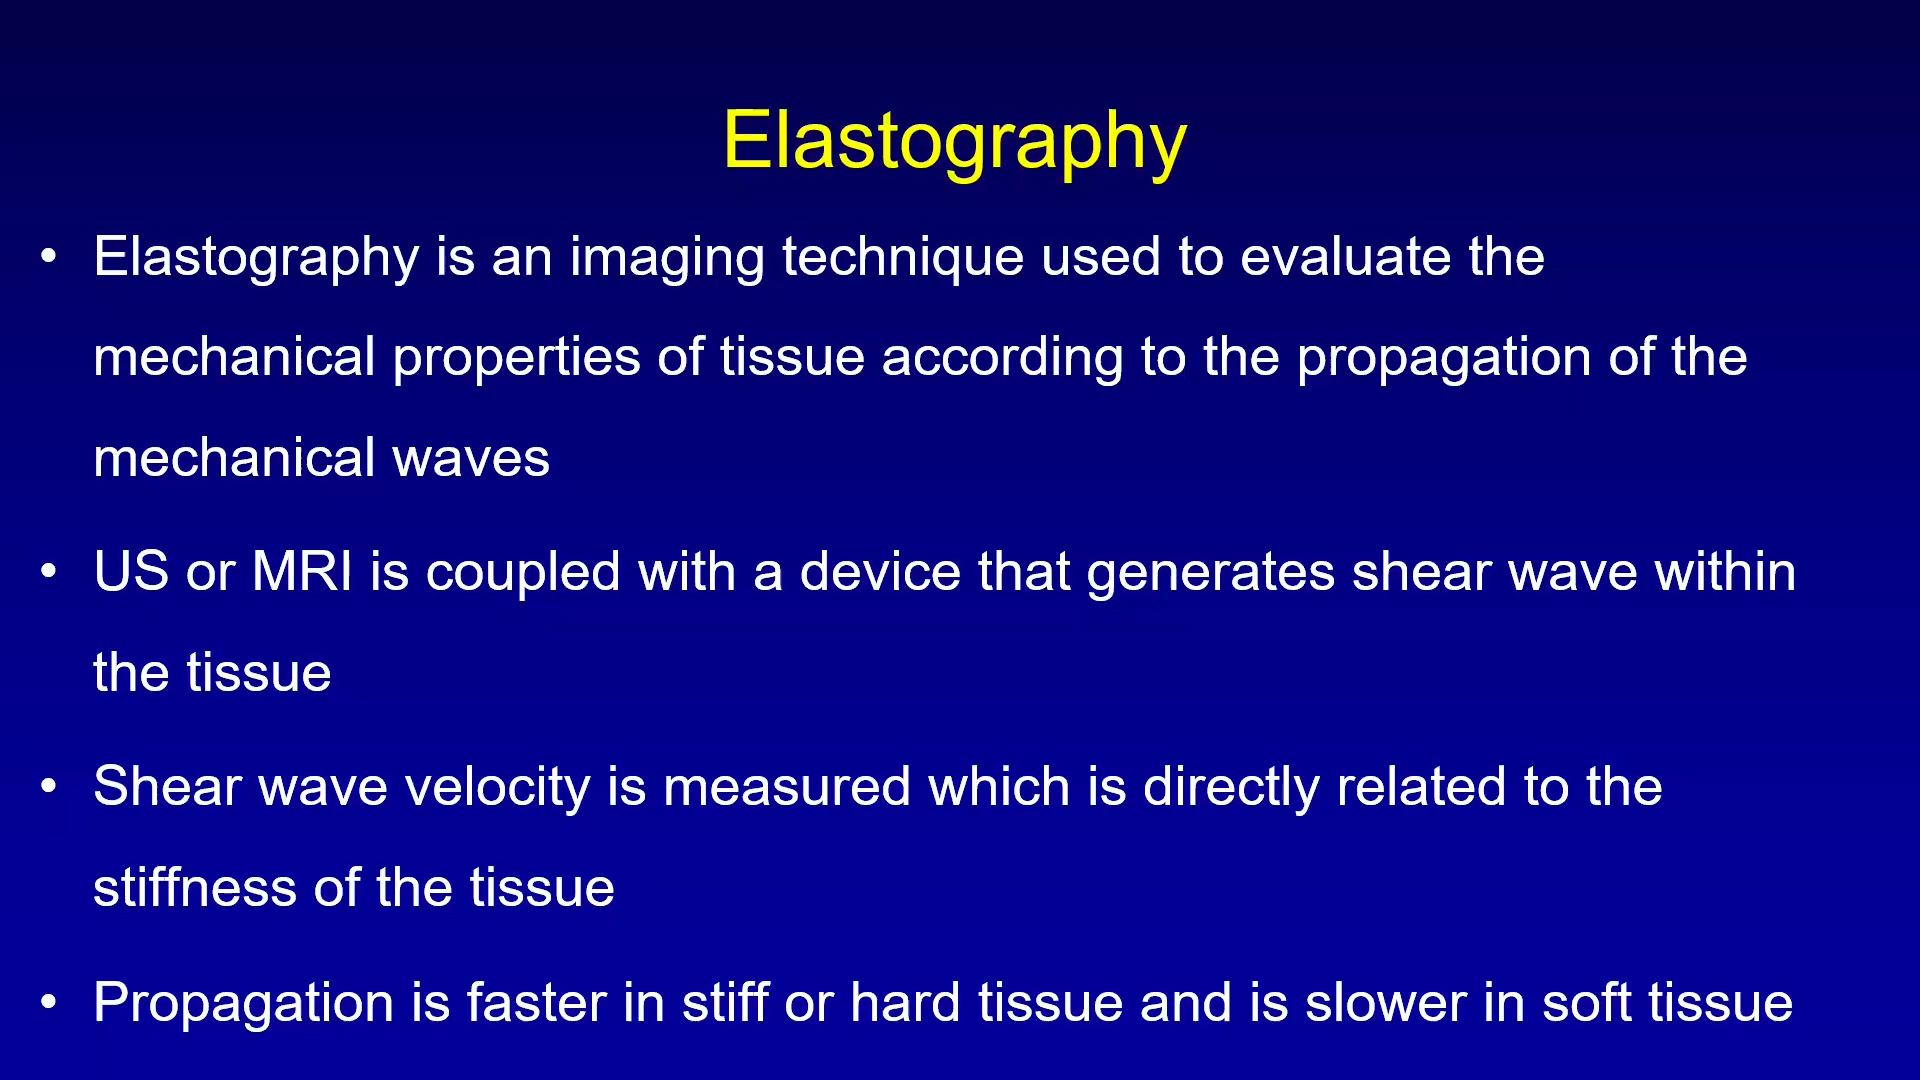 Elastography
• Elastography is an imaging technique used to evaluate the
mechanical properties of tissue according to the propagation of the
mechanical waves
• US or MRI is coupled with a device that generates shear wave within
the tissue
• Shear wave velocity is measured which is directly related to the
stiffness of the tissue
• Propagation is faster in stiff or hard tissue and is slower in soft tissue